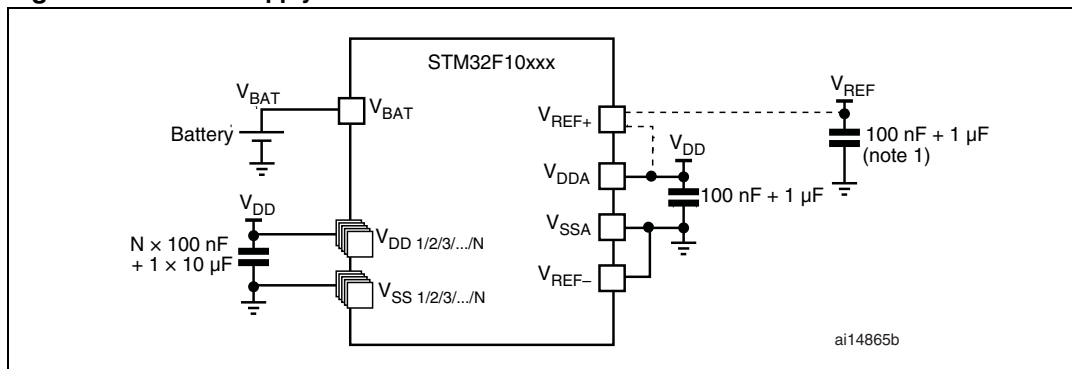 STM32F10xxx
VBAT
VBAT
Battery
VDD
N × 100 nF
+ 1 × 10 µF
VDD 1/2/3/.../N
VSS 1/2/3/.../N
VREF+
VDDA
VSSA
VREF–
VDD
100 nF + 1 µF
VREF
100 nF + 1 µF
(note 1)
ai14865b